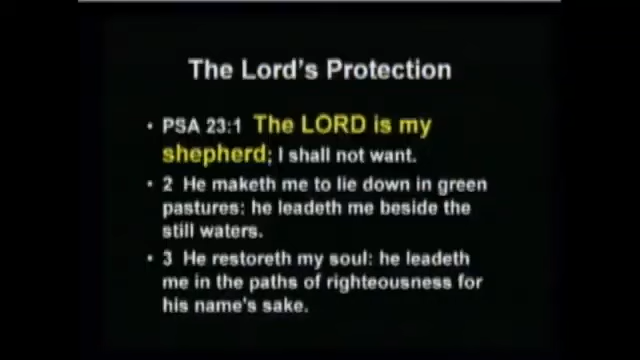 The Lord's Protection
• PSA 23:1 The LORD is my
shepherd; I shall not want.
• 2 He maketh me to lie down in green
pastures: he leadeth me beside the
still waters.
• 3 He restoreth my soul: he leadeth
me in the paths of righteousness for
his name's sake.